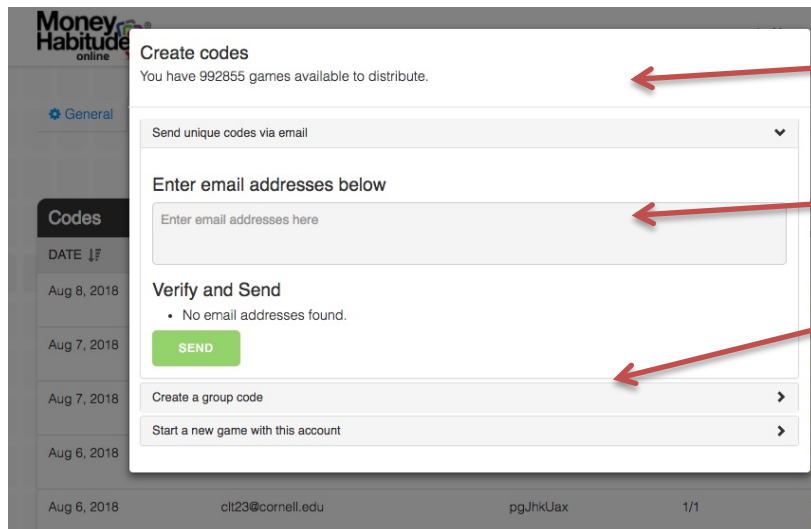 Money
Habitude
online
Create codes
You have 992855 games available to distribute.
General
Send unique codes via email
Enter email addresses below
Enter email addresses here
Codes
DATE
Aug 8, 2018
Verify and Send
No email addresses found.
SEND
Aug 7, 2018
Aug 7, 2018
Create a group code
Start a new game with this account
Aug 6, 2018
Aug 6, 2018 clt23@cornell.edu pgJhkUax 1/1